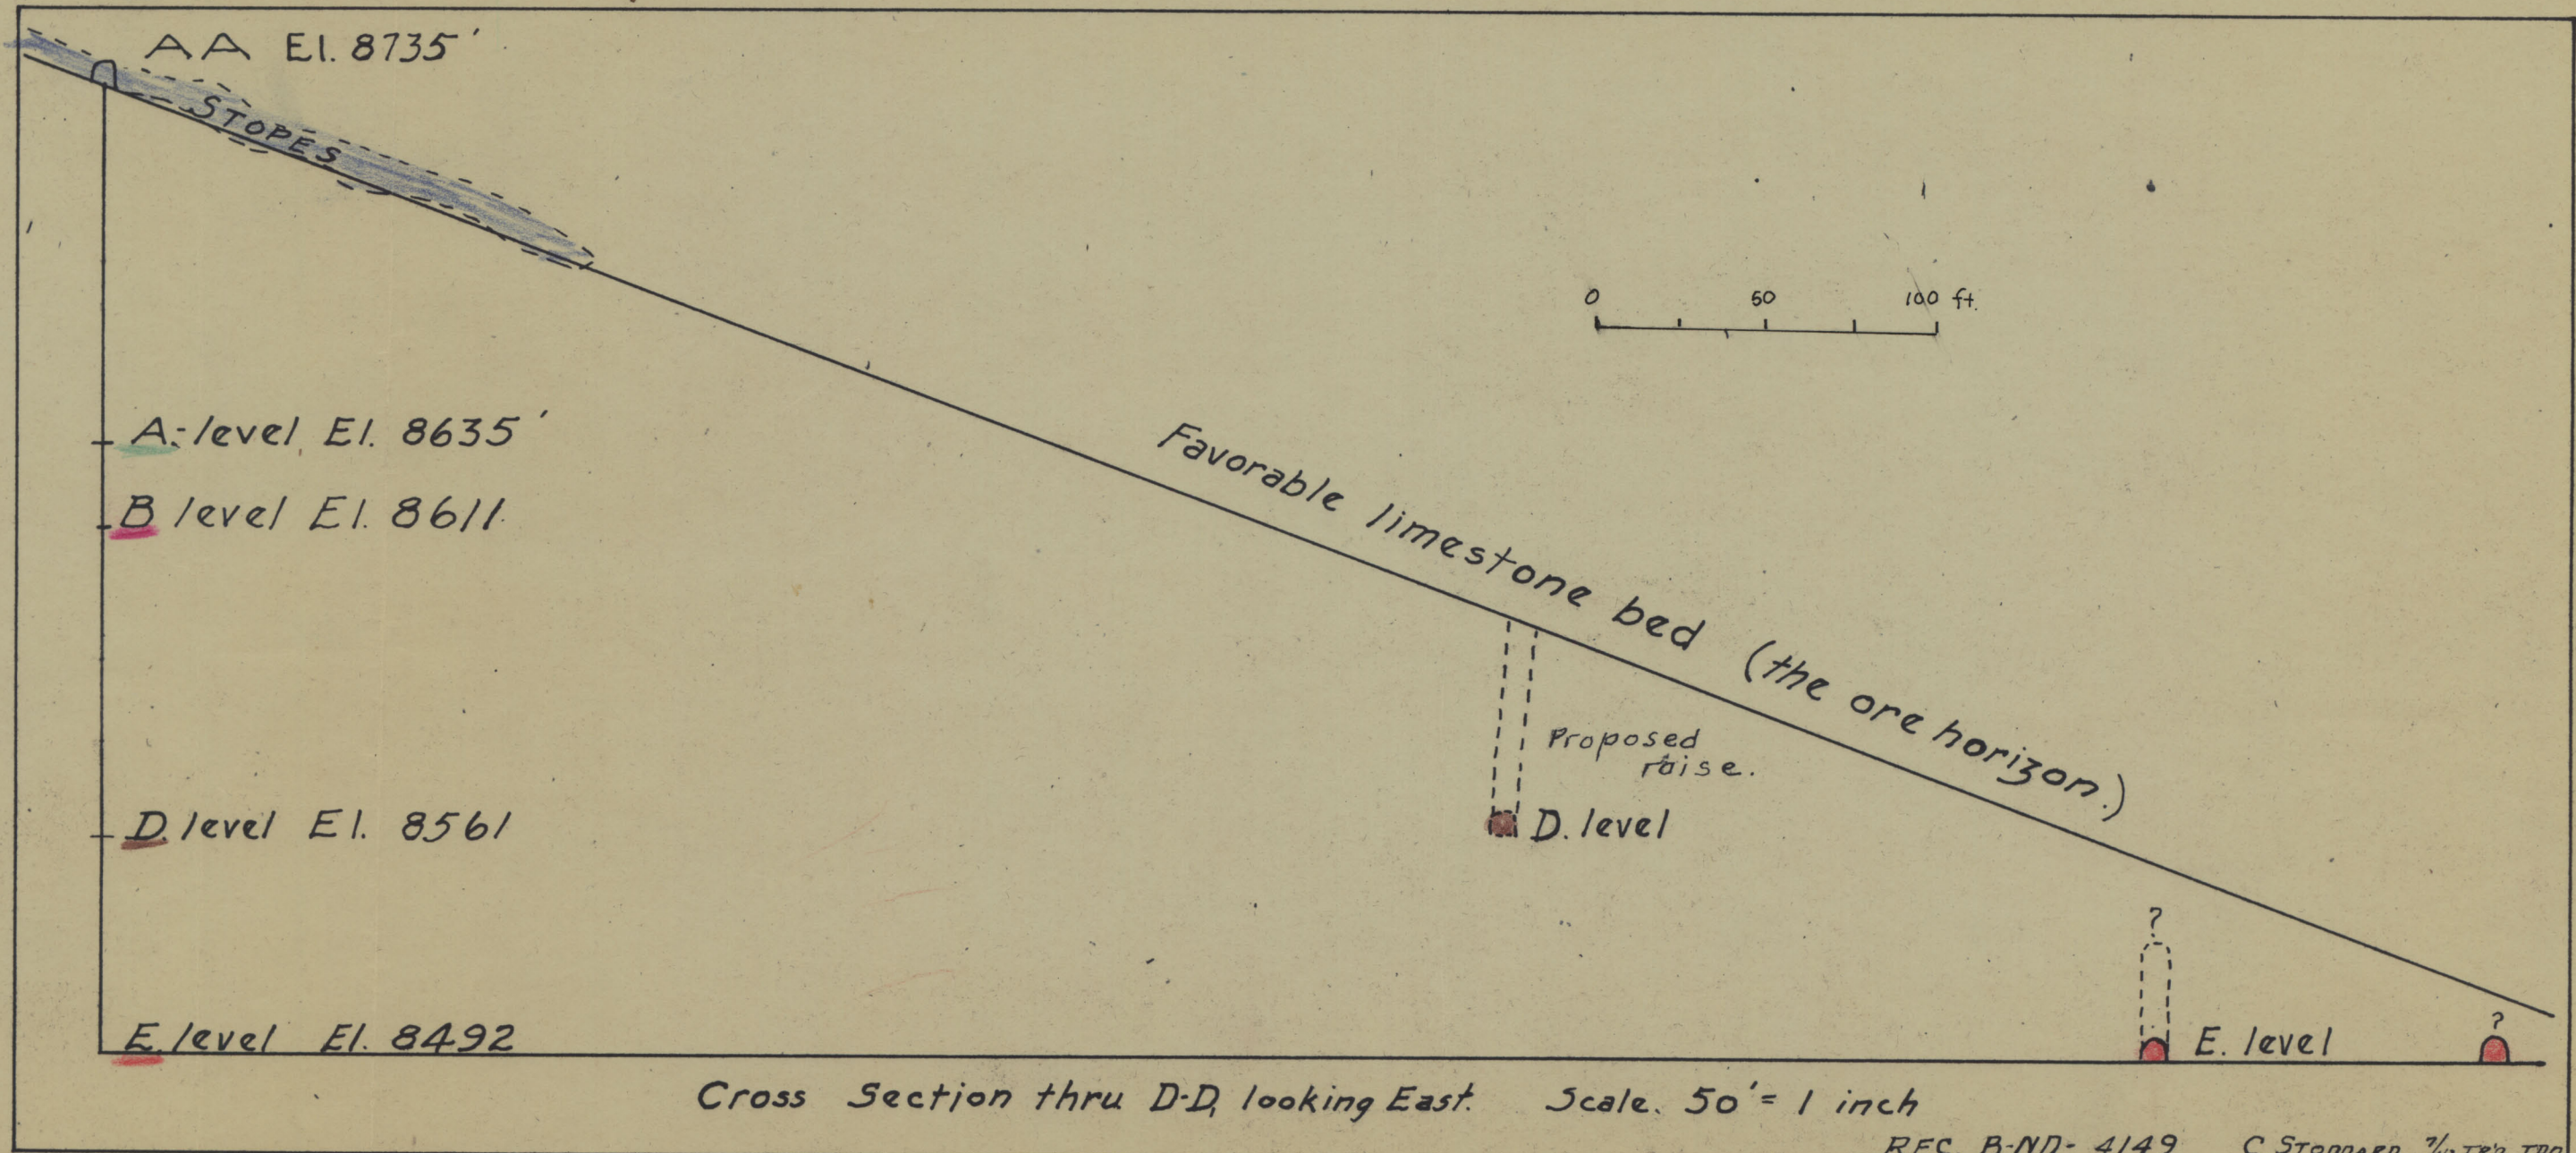 AA El. 8735'
STOPES
0 50 100 ft.
A-level El. 8635'
B level El. 8611
Favorable limestone bed (the ore horizon.)
Proposed
raise.
D. level El. 8561
D. level
?
?
E. level El. 8492
E. level
Cross Section thru D-D, looking East. Scale. 50' = 1 inch
RFC B-ND- 4149 C STODDARD